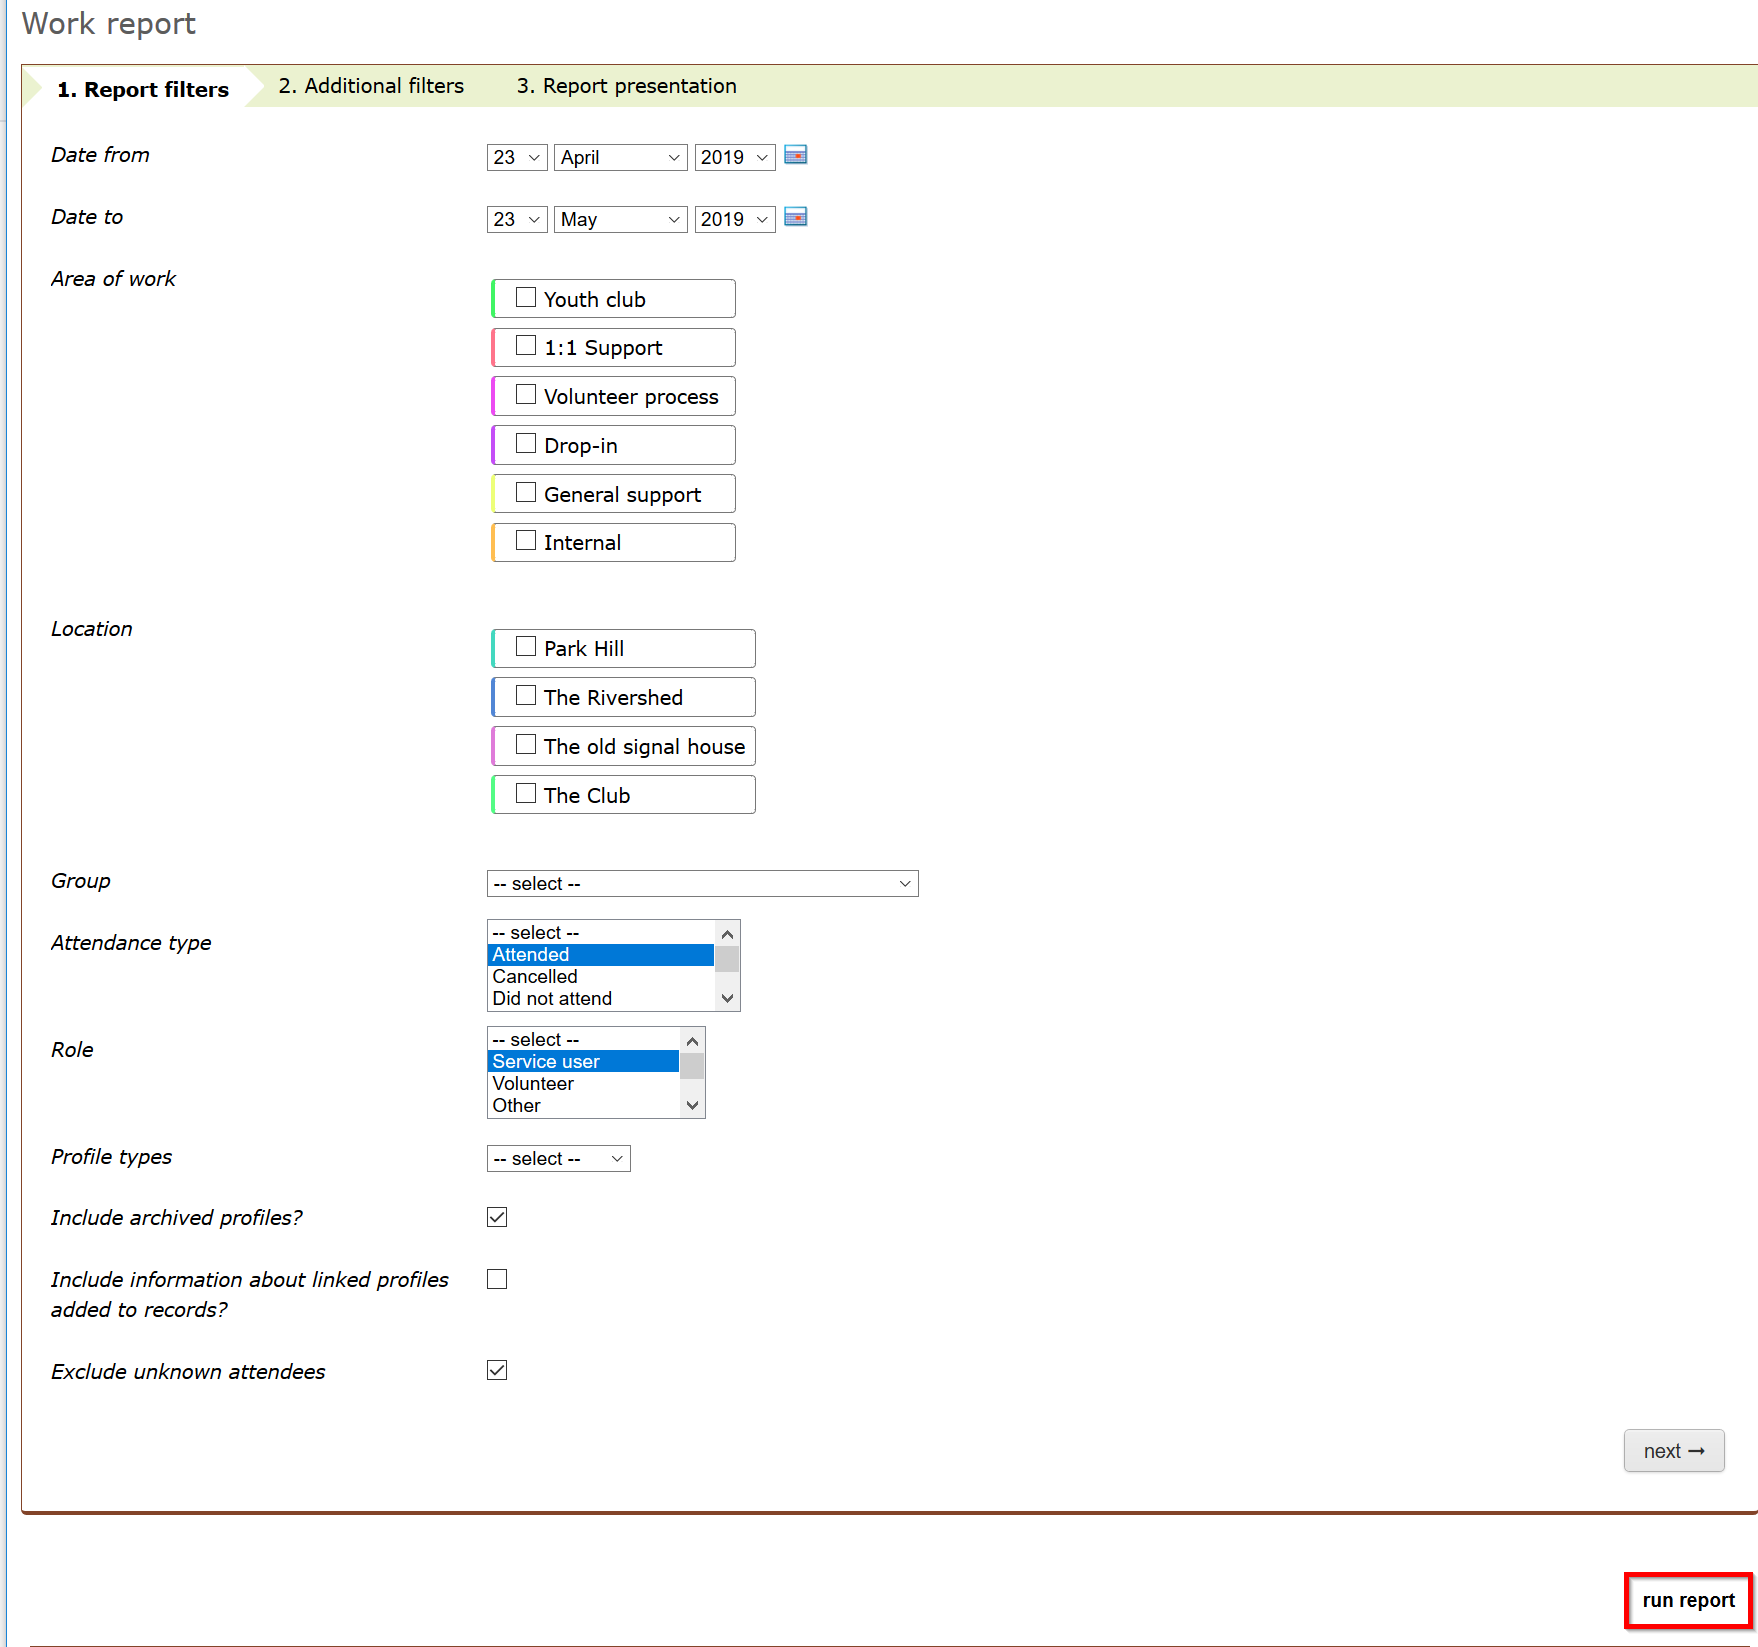 Work report
1. Report filters 2. Additional filters 3. Report presentation
Date from 23 April 2019
Date to 23 May 2019
Area of work
Youth club
1:1 Support
Volunteer process
Drop-in
General support
Internal
Location
Park Hill
The Rivershed
The old signal house
The Club
Group -- select --
Attendance type
-- select --
Attended
Cancelled
Did not attend
Role
-- select --
Service user
Volunteer
Other
Profile types -- select --
Include archived profiles?
Include information about linked profiles
added to records?
Exclude unknown attendees
next →
run report